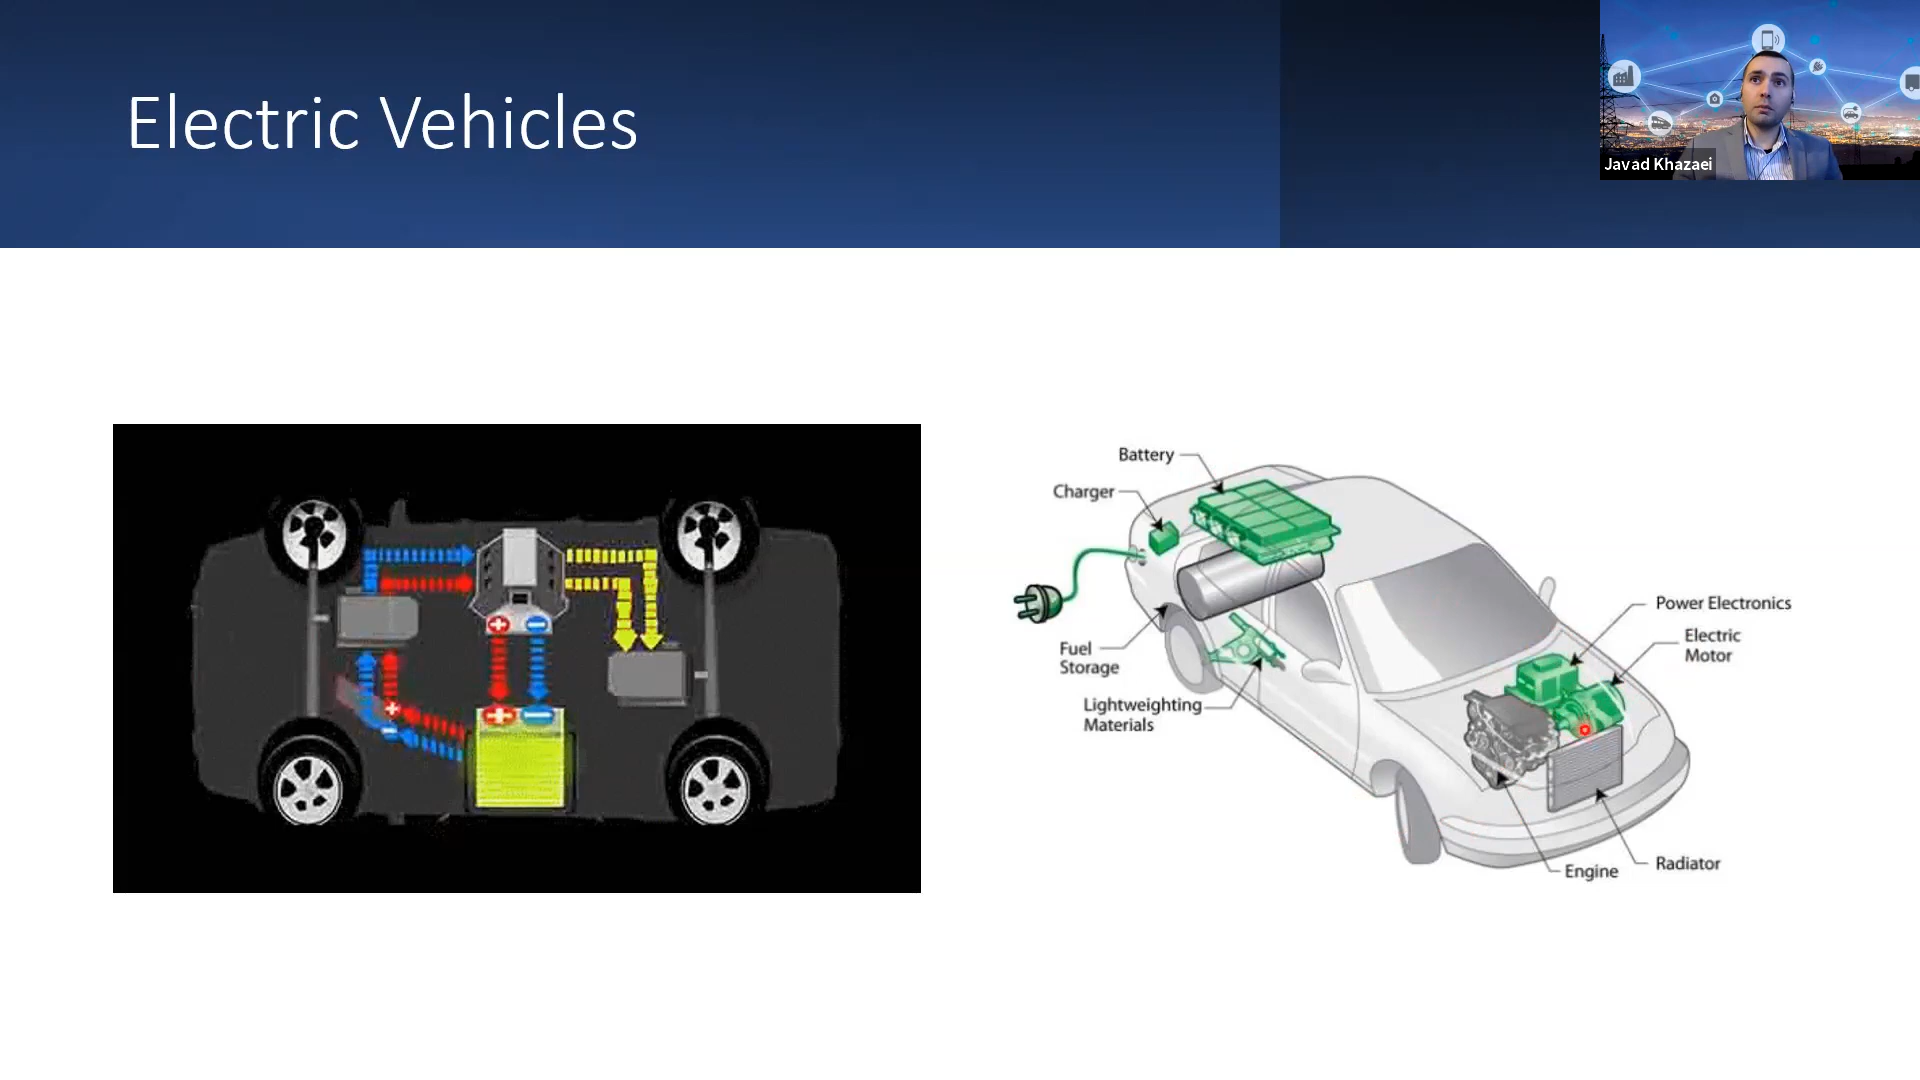 Electric Vehicles
Javad Khazaei
Battery
Charger
Fuel
Storage
Lightweighting
Materials
Power Electronics
Electric
Motor
Engine
Radiator